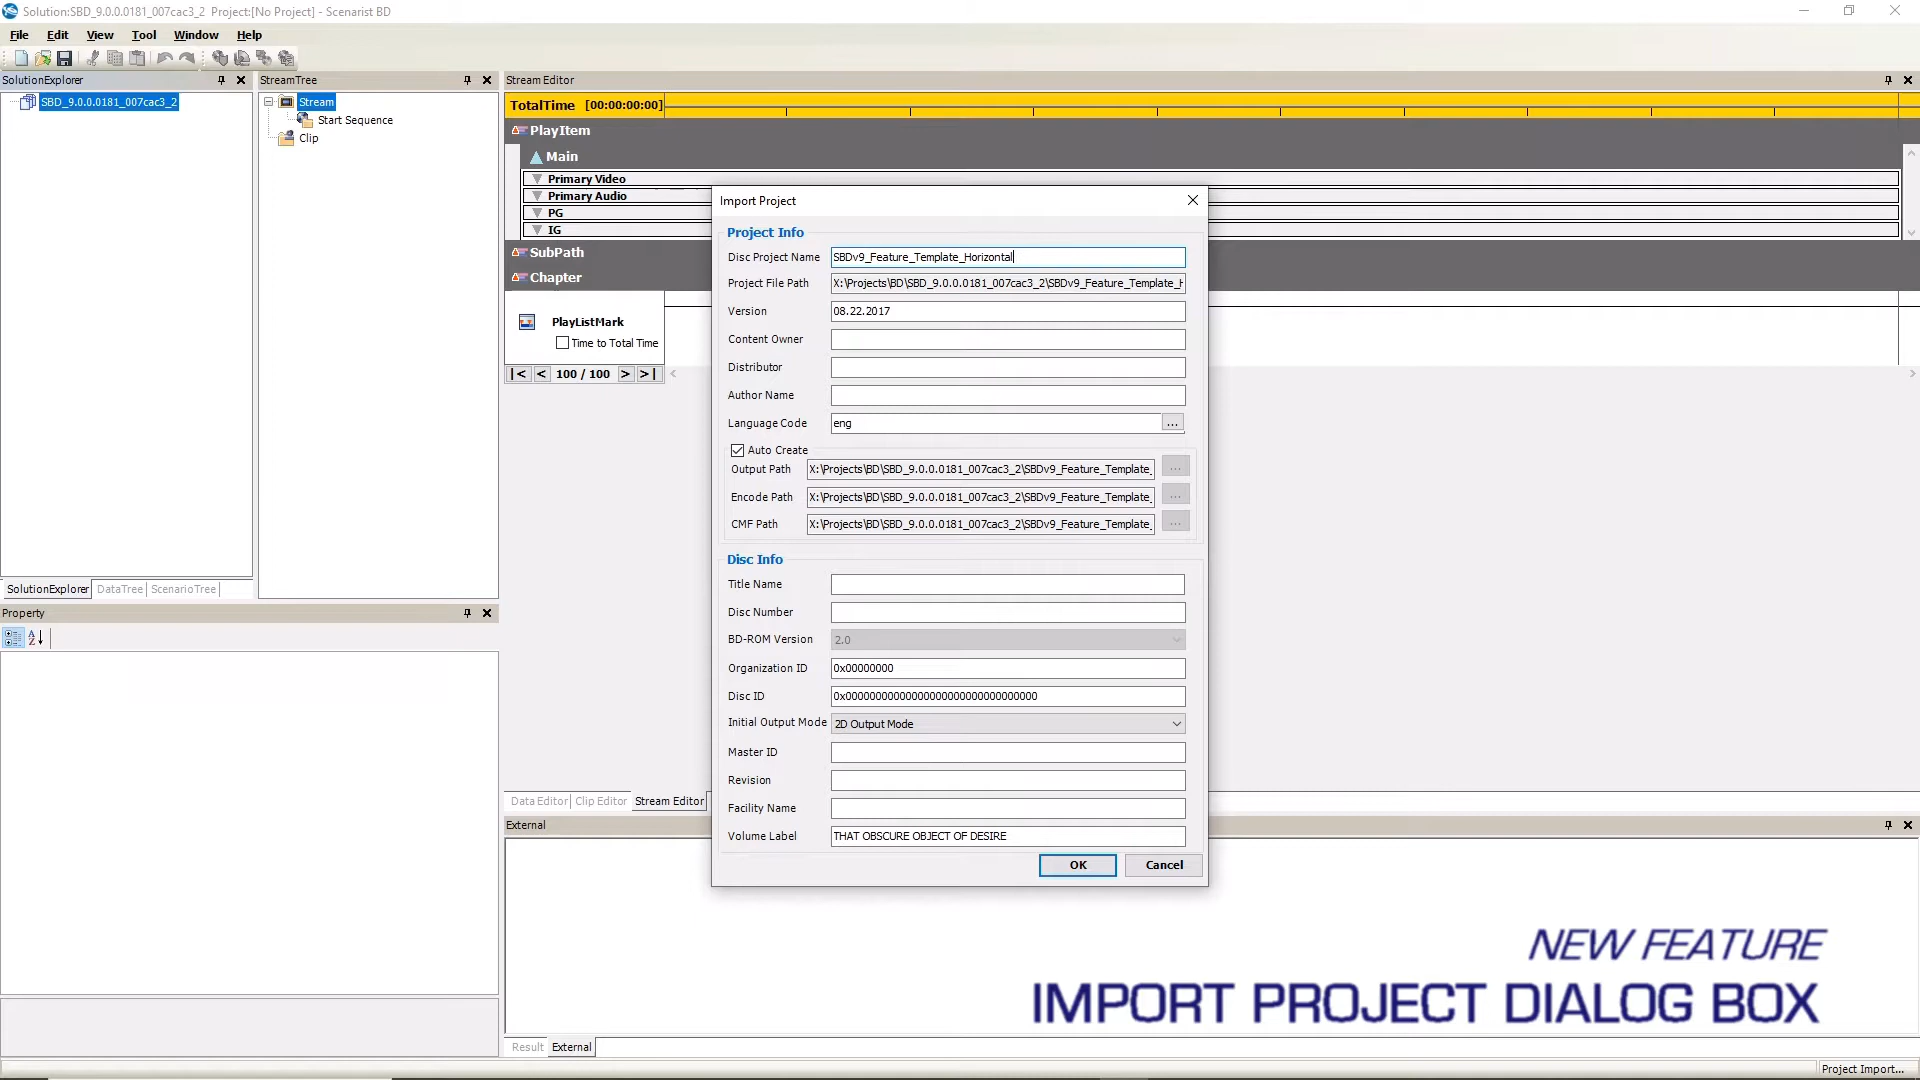 Solution:SBD_9.0.0.0181_007cac3_2 Project:[No Project] - Scenarist BD
File Edit View Tool Window Help
SolutionExplorer
SBD_9.0.0.0181_007cac3_2
SolutionExplorer DataTree ScenarioTree
StreamTree
Stream
Start Sequence
Clip
Property
Stream Editor
TotalTime [00:00:00:00]
PlayItem
Main
Primary Video
Primary Audio
PG
IG
SubPath
Chapter
PlayListMark
Time to Total Time
|< < 100 / 100 > >|
Data Editor Clip Editor Stream Editor
External
Result External
Import Project
Project Info
Disc Project Name SBDv9_Feature_Template_Horizontal
Project File Path X:\Projects\BD\SBD_9.0.0.0181_007cac3_2\SBDv9_Feature_Template_H
Version 08.22.2017
Content Owner
Distributor
Author Name
Language Code eng ...
Auto Create
Output Path X:\Projects\BD\SBD_9.0.0.0181_007cac3_2\SBDv9_Feature_Template_ ...
Encode Path X:\Projects\BD\SBD_9.0.0.0181_007cac3_2\SBDv9_Feature_Template_ ...
CMF Path X:\Projects\BD\SBD_9.0.0.0181_007cac3_2\SBDv9_Feature_Template_ ...
Disc Info
Title Name
Disc Number
BD-ROM Version 2.0
Organization ID 0x00000000
Disc ID 0x00000000000000000000000000000000
Initial Output Mode 2D Output Mode
Master ID
Revision
Facility Name
Volume Label THAT OBSCURE OBJECT OF DESIRE
OK Cancel
NEW FEATURE
IMPORT PROJECT DIALOG BOX
Project Import...